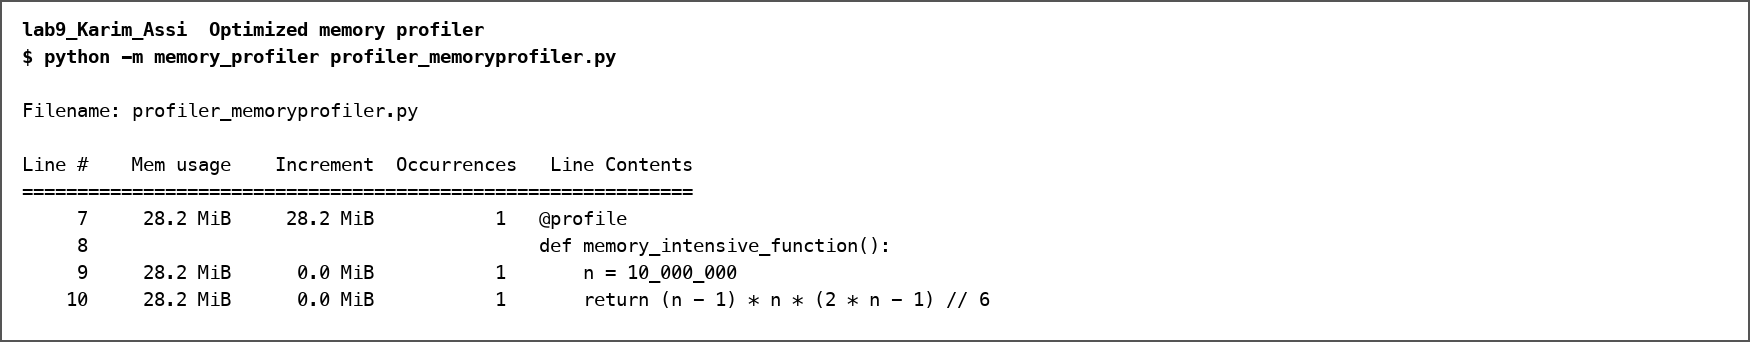 lab9_Karim_Assi  Optimized memory profiler
$ python -m memory_profiler profiler_memoryprofiler.py
Filename: profiler_memoryprofiler.py
Line #    Mem usage    Increment  Occurrences   Line Contents
=============================================================
     7     28.2 MiB     28.2 MiB           1   @profile
     8                                         def memory_intensive_function():
     9     28.2 MiB      0.0 MiB           1       n = 10_000_000
    10     28.2 MiB      0.0 MiB           1       return (n - 1) * n * (2 * n - 1) // 6